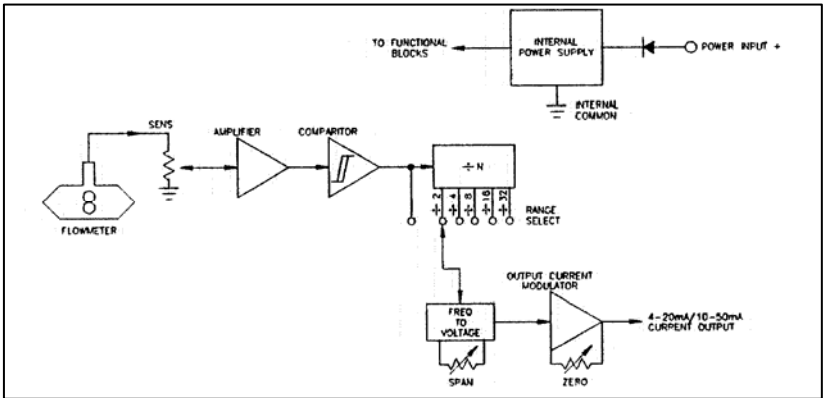 TO FUNCTIONAL
BLOCKS
INTERNAL
POWER SUPPLY
POWER INPUT +
INTERNAL
COMMON
SENS
AMPLIFIER
COMPARITOR
÷ N
÷ 2
÷ 4
÷ 8
÷ 16
÷ 32
RANGE
SELECT
FLOWMETER
OUTPUT CURRENT
MODULATOR
FREQ
TO
VOLTAGE
4-20mA/10-50mA
CURRENT OUTPUT
SPAN
ZERO